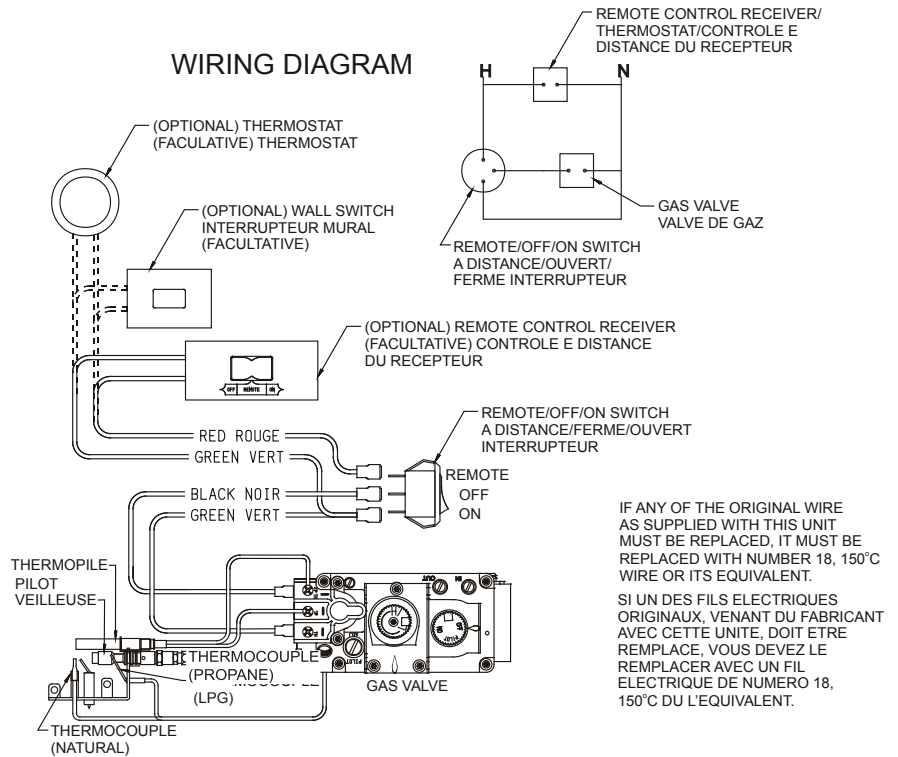 WIRING DIAGRAM
REMOTE CONTROL RECEIVER/
THERMOSTAT/CONTROLE E
DISTANCE DU RECEPTEUR
H
N
GAS VALVE
VALVE DE GAZ
REMOTE/OFF/ON SWITCH
A DISTANCE/OUVERT/
FERME INTERRUPTEUR
(OPTIONAL) THERMOSTAT
(FACULATIVE) THERMOSTAT
(OPTIONAL) WALL SWITCH
INTERRUPTEUR MURAL
(FACULTATIVE)
(OPTIONAL) REMOTE CONTROL RECEIVER
(FACULTATIVE) CONTROLE E DISTANCE
DU RECEPTEUR
OFF REMOTE ON
REMOTE/OFF/ON SWITCH
A DISTANCE/FERME/OUVERT
INTERRUPTEUR
RED ROUGE
GREEN VERT
BLACK NOIR
GREEN VERT
REMOTE
OFF
ON
THERMOPILE
PILOT
VEILLEUSE
THERMOCOUPLE
(PROPANE)
(LPG)
THERMOCOUPLE
(NATURAL)
OUT
IN
HI
LO
PILOT
PILOT
GAS VALVE
IF ANY OF THE ORIGINAL WIRE
AS SUPPLIED WITH THIS UNIT
MUST BE REPLACED, IT MUST BE
REPLACED WITH NUMBER 18, 150°C
WIRE OR ITS EQUIVALENT.
SI UN DES FILS ELECTRIQUES
ORIGINAUX, VENANT DU FABRICANT
AVEC CETTE UNITE, DOIT ETRE
REMPLACE, VOUS DEVEZ LE
REMPLACER AVEC UN FIL
ELECTRIQUE DE NUMERO 18,
150°C DU L'EQUIVALENT.